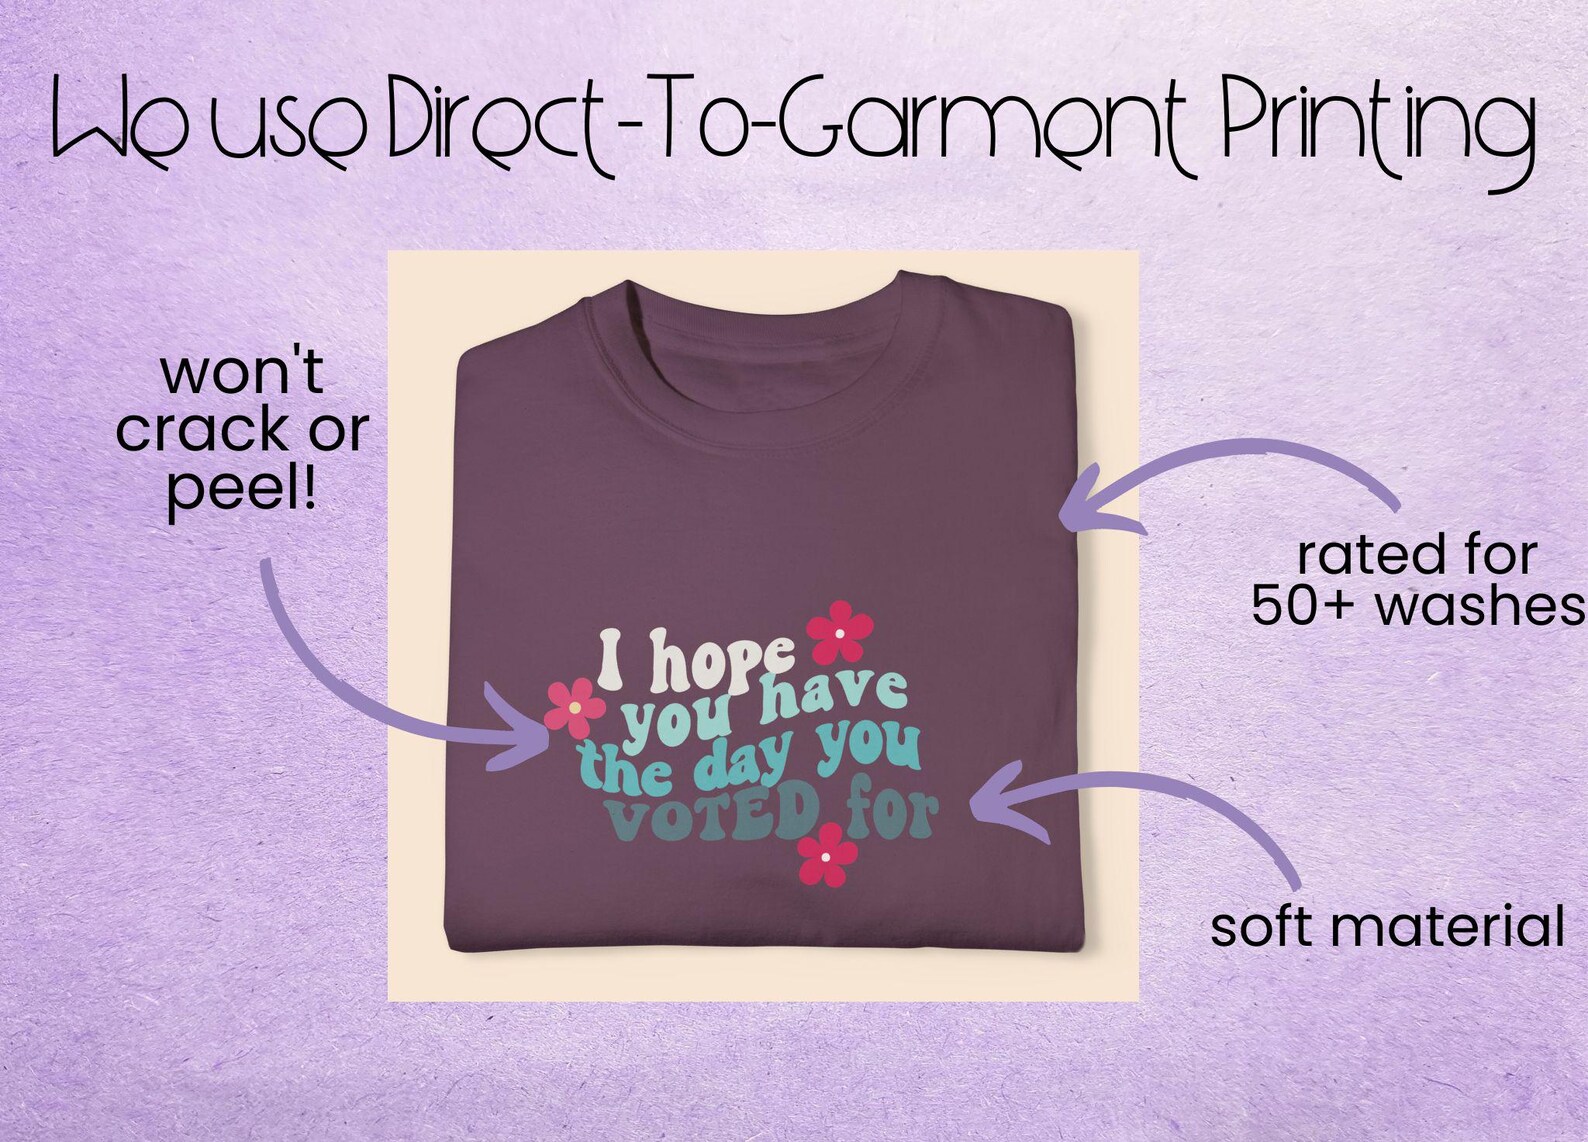 We use Direct-To-Garment Printing
won't
crack or
peel!
rated for
50+ washes
I hope
you have
the day you
VOTED for
soft material